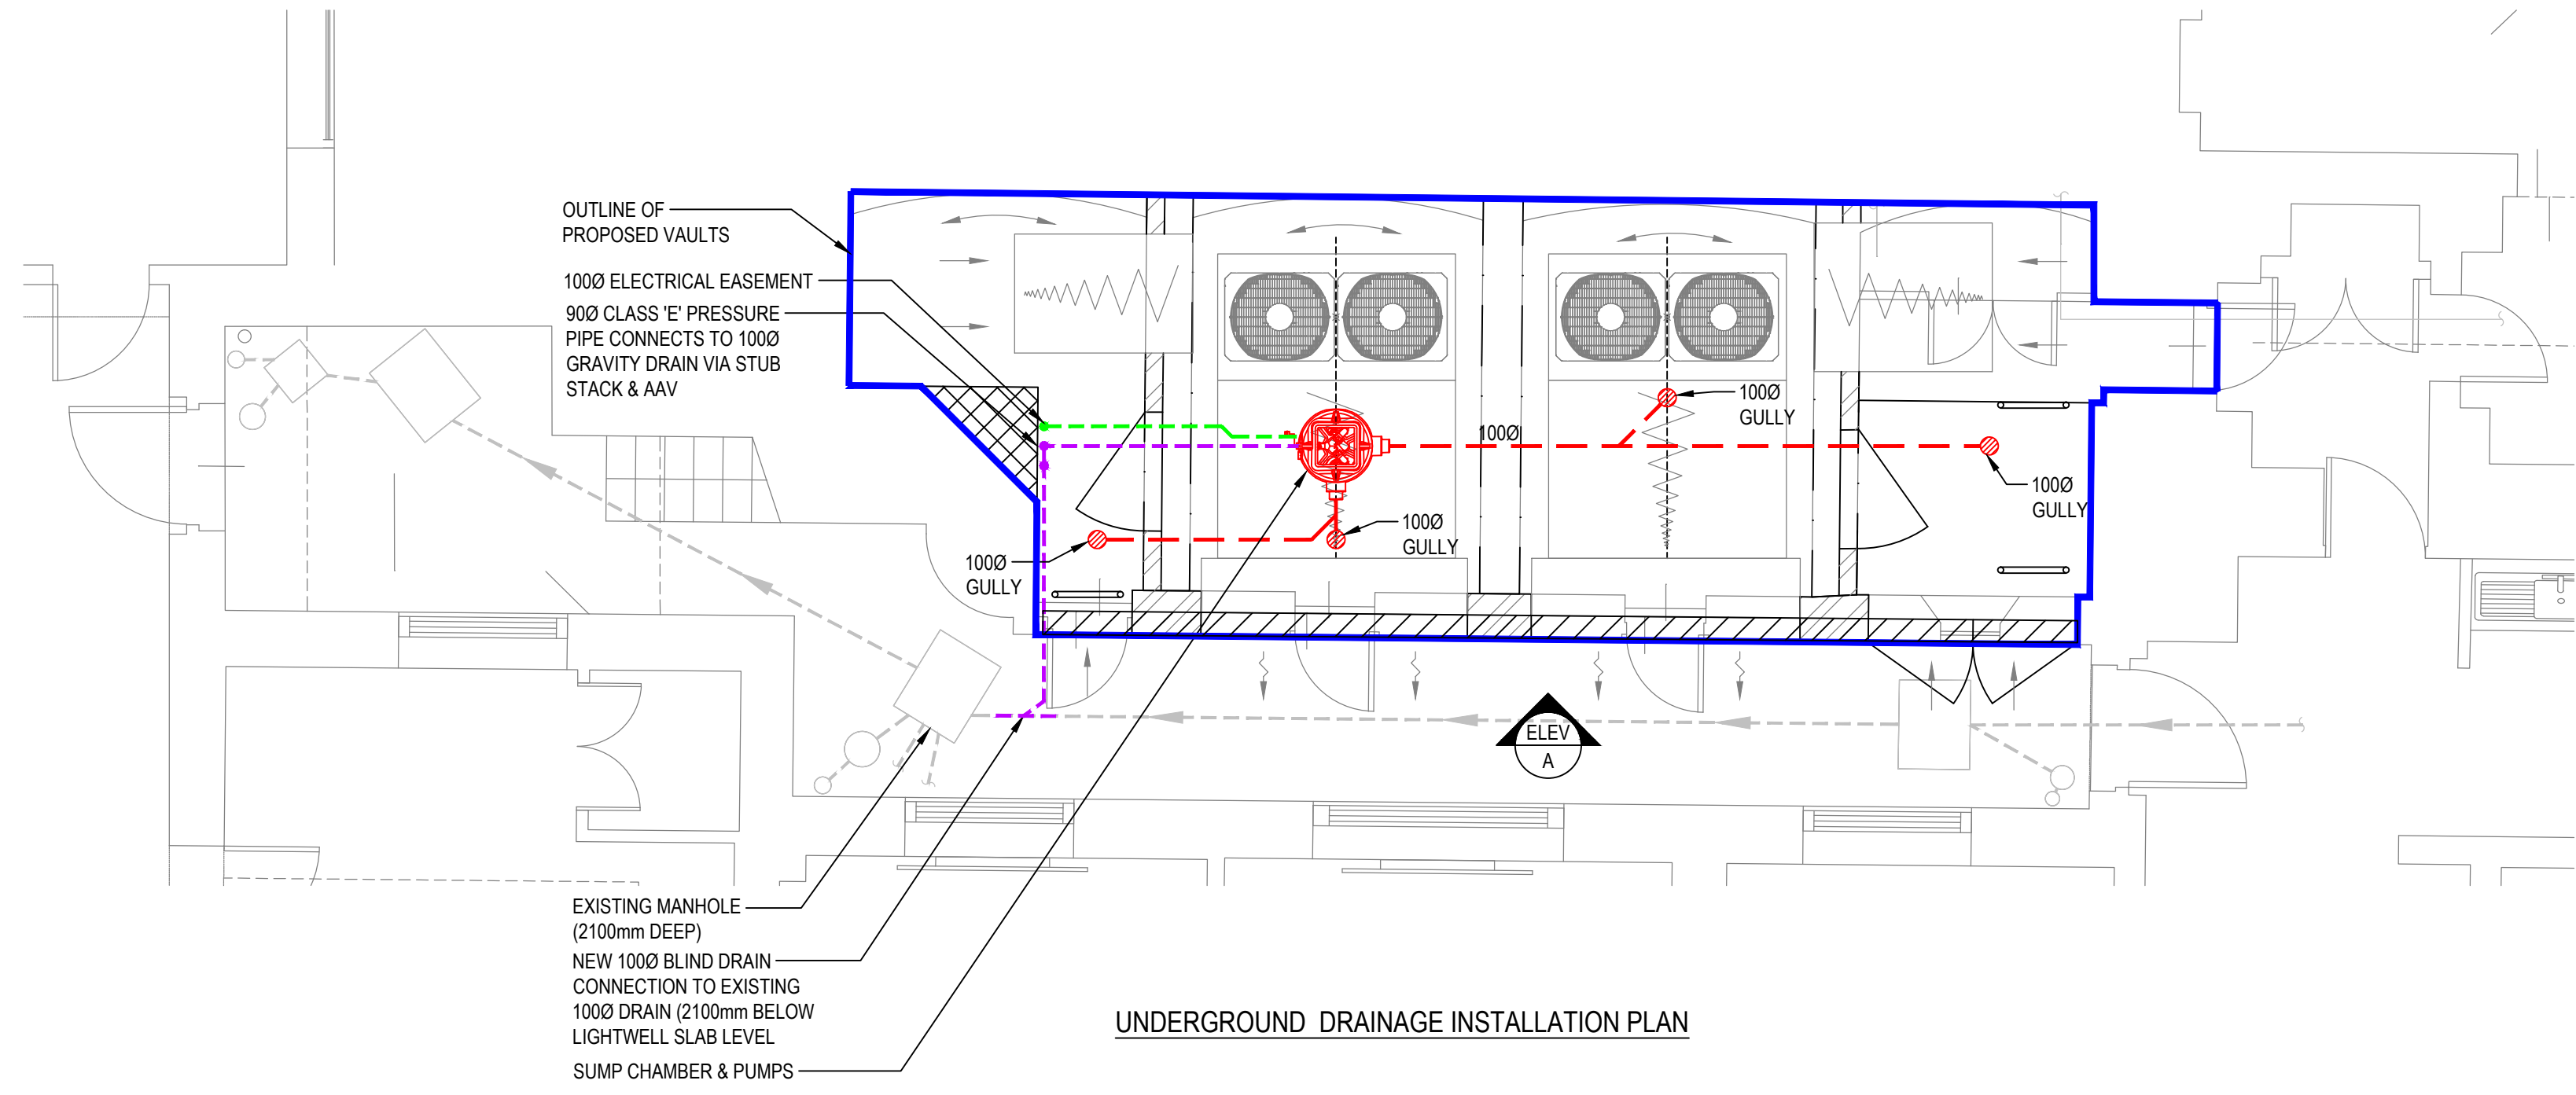 OUTLINE OF
PROPOSED VAULTS
100Ø ELECTRICAL EASEMENT
90Ø CLASS 'E' PRESSURE
PIPE CONNECTS TO 100Ø
GRAVITY DRAIN VIA STUB
STACK & AAV
100Ø
GULLY
100Ø
100Ø
GULLY
100Ø
GULLY
100Ø
GULLY
ELEV
A
EXISTING MANHOLE
(2100mm DEEP)
NEW 100Ø BLIND DRAIN
CONNECTION TO EXISTING
100Ø DRAIN (2100mm BELOW
LIGHTWELL SLAB LEVEL
SUMP CHAMBER & PUMPS
UNDERGROUND DRAINAGE INSTALLATION PLAN